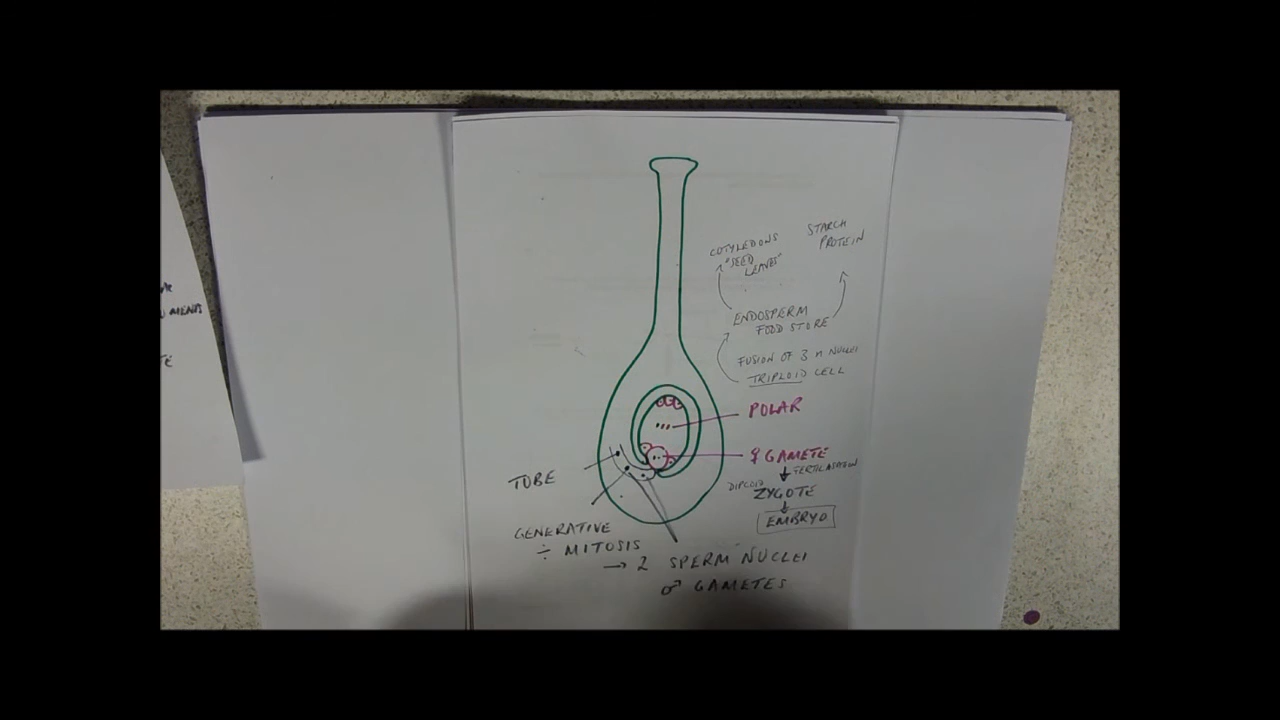 COTYLEDONS
"SEED
LEAVES"
STARCH
PROTEIN
ENDOSPERM
FOOD STORE
FUSION OF 3 n NUCLEI
TRIPLOID CELL
POLAR
♀ GAMETE
FERTILISATION
DIPLOID
ZYGOTE
EMBRYO
TUBE
GENERATIVE
÷ MITOSIS
→ 2 SPERM NUCLEI
♂ GAMETES